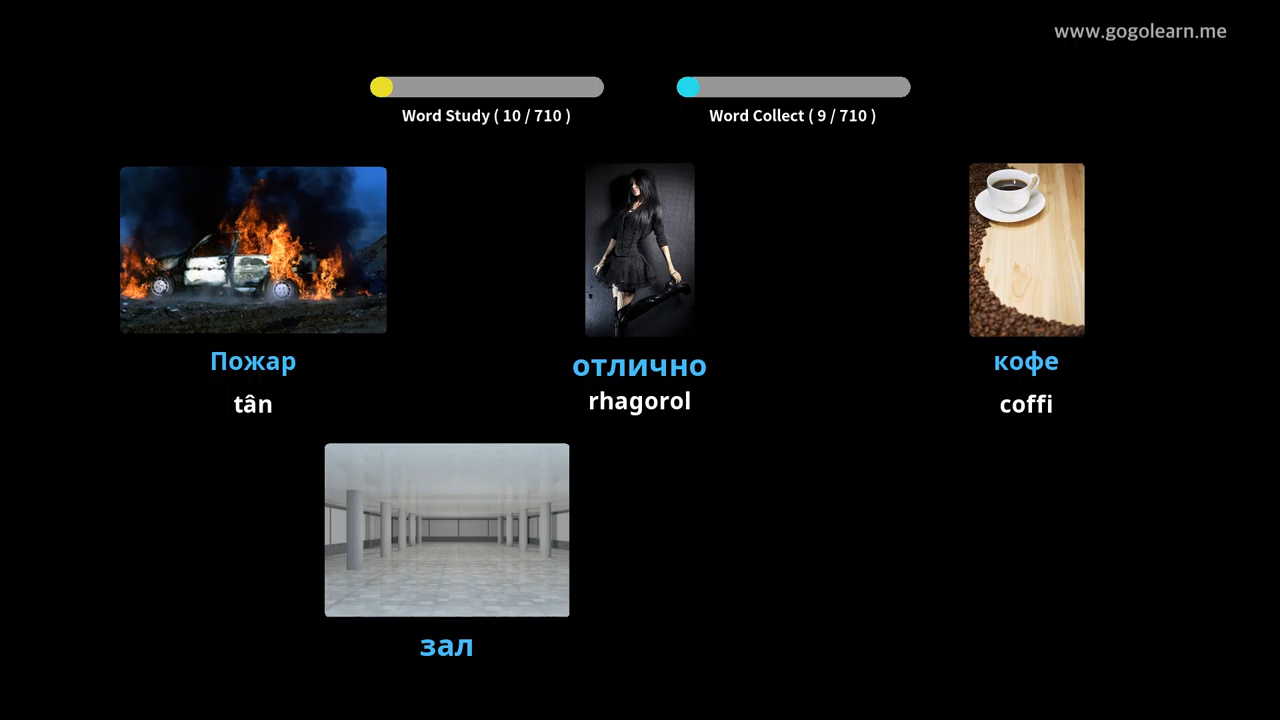 www.gogolearn.me
Word Study ( 10 / 710 )
Word Collect ( 9 / 710 )
Пожар
отлично
кофе
tân
rhagorol
coffi
зал